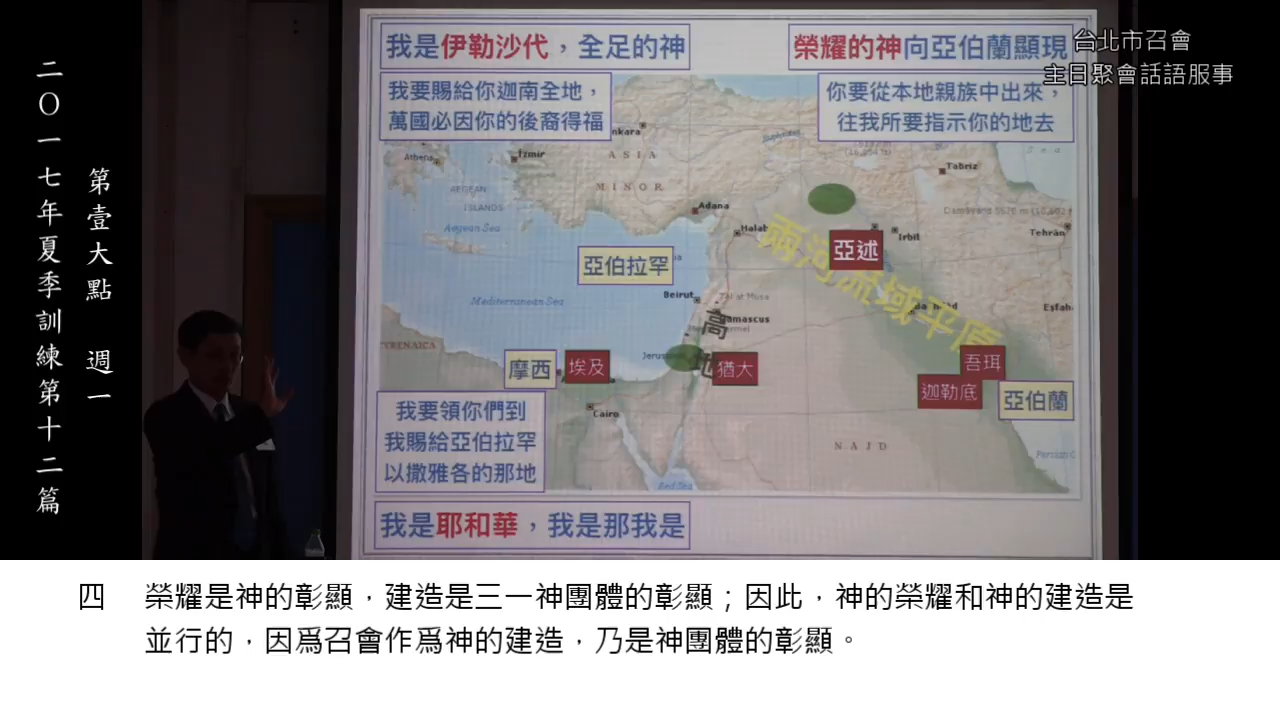 二〇一七年夏季訓練第十二篇
第壹大點 週一
台北市召會
主日聚會話語服事
我是伊勒沙代，全足的神
榮耀的神向亞伯蘭顯現
我要賜給你迦南全地，
萬國必因你的後裔得福
你要從本地親族中出來，
往我所要指示你的地去
Athens
Izmir
ASIA
MINOR
AEGEAN
ISLANDS
Aegean Sea
Adana
Tabriz
Irbil
Tehrān
兩河流域平原
亞述
亞伯拉罕
Mediterranean Sea
Beirut
高地
摩西
埃及
猶大
吾珥
迦勒底
亞伯蘭
Cairo
NAJD
Red Sea
我要領你們到
我賜給亞伯拉罕
以撒雅各的那地
我是耶和華，我是那我是
四 榮耀是神的彰顯，建造是三一神團體的彰顯；因此，神的榮耀和神的建造是
並行的，因爲召會作爲神的建造，乃是神團體的彰顯。